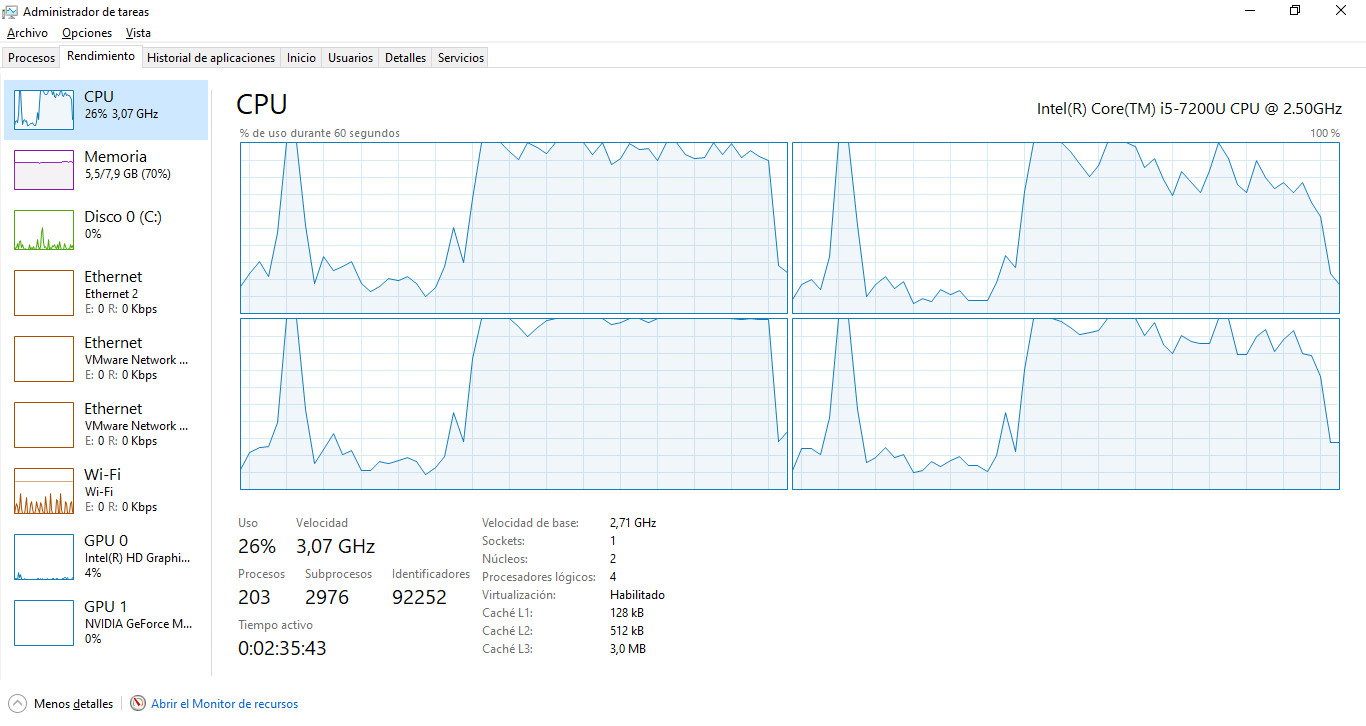 Administrador de tareas
Archivo Opciones Vista
Procesos Rendimiento Historial de aplicaciones Inicio Usuarios Detalles Servicios
CPU
26% 3,07 GHz
Memoria
5,5/7,9 GB (70%)
Disco 0 (C:)
0%
Ethernet
Ethernet 2
E: 0 R: 0 Kbps
Ethernet
VMware Network ...
E: 0 R: 0 Kbps
Ethernet
VMware Network ...
E: 0 R: 0 Kbps
Wi-Fi
Wi-Fi
E: 0 R: 0 Kbps
GPU 0
Intel(R) HD Graphi...
4%
GPU 1
NVIDIA GeForce M...
0%
CPU
Intel(R) Core(TM) i5-7200U CPU @ 2.50GHz
% de uso durante 60 segundos 100 %
Uso Velocidad
26% 3,07 GHz
Procesos Subprocesos Identificadores
203 2976 92252
Tiempo activo
0:02:35:43
Velocidad de base: 2,71 GHz
Sockets: 1
Núcleos: 2
Procesadores lógicos: 4
Virtualización: Habilitado
Caché L1: 128 kB
Caché L2: 512 kB
Caché L3: 3,0 MB
Menos detalles Abrir el Monitor de recursos